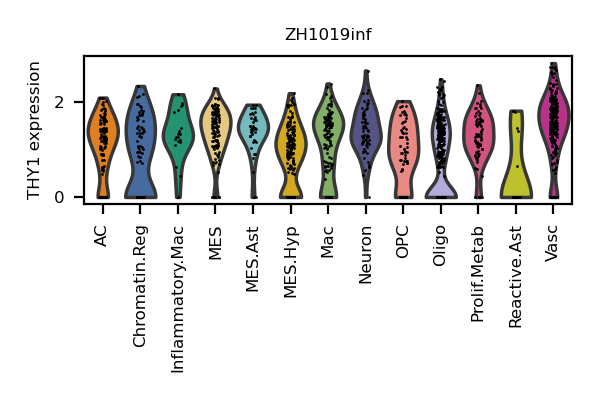 ZH1019inf
THY1 expression
2
0
AC
Chromatin.Reg
Inflammatory.Mac
MES
MES.Ast
MES.Hyp
Mac
Neuron
OPC
Oligo
Prolif.Metab
Reactive.Ast
Vasc